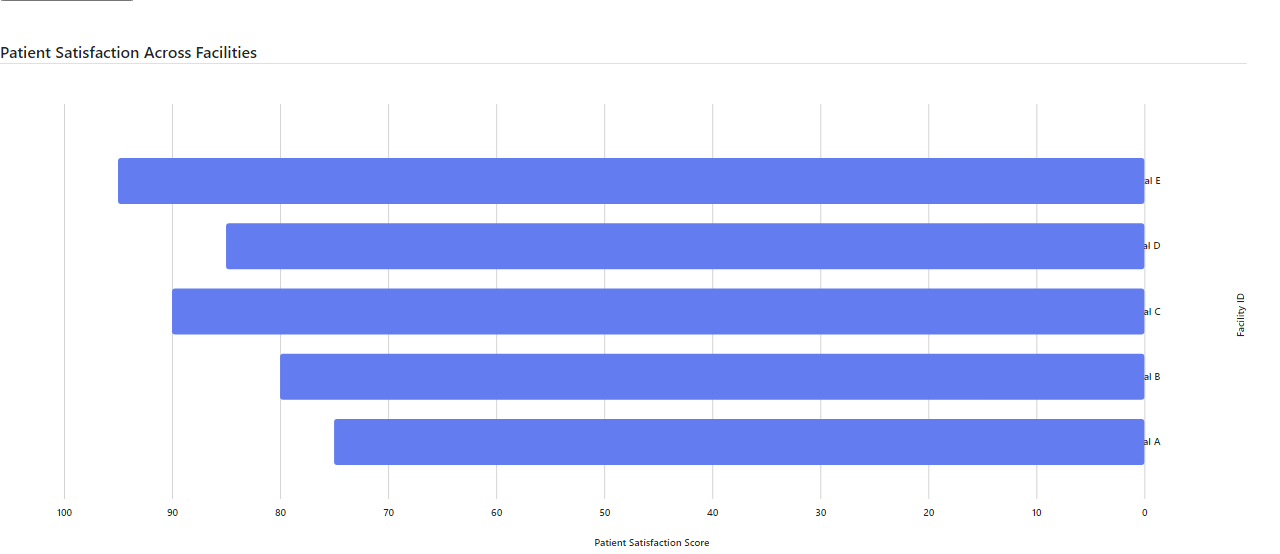 Patient Satisfaction Across Facilities
al E
al D
al C
al B
al A
Facility ID
100 90 80 70 60 50 40 30 20 10 0
Patient Satisfaction Score